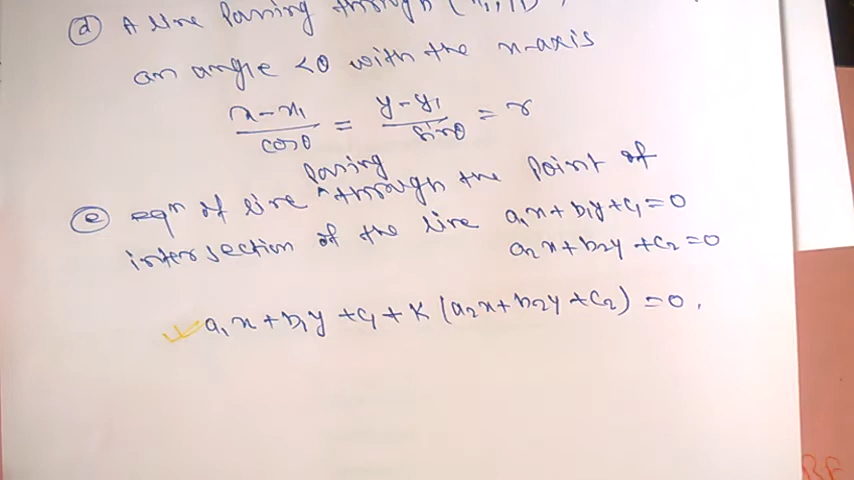 (d) A line Passing through (x₁, y₁),
an angle <θ with the x-axis
x-x₁/cosθ = y-y₁/sinθ = r
Passing
(e) eqⁿ of line ^ through the Point of
intersection of the line a₁x+b₁y+c₁=0
a₂x+b₂y+c₂=0
a₁x+b₁y+c₁+K(a₂x+b₂y+c₂)=0.